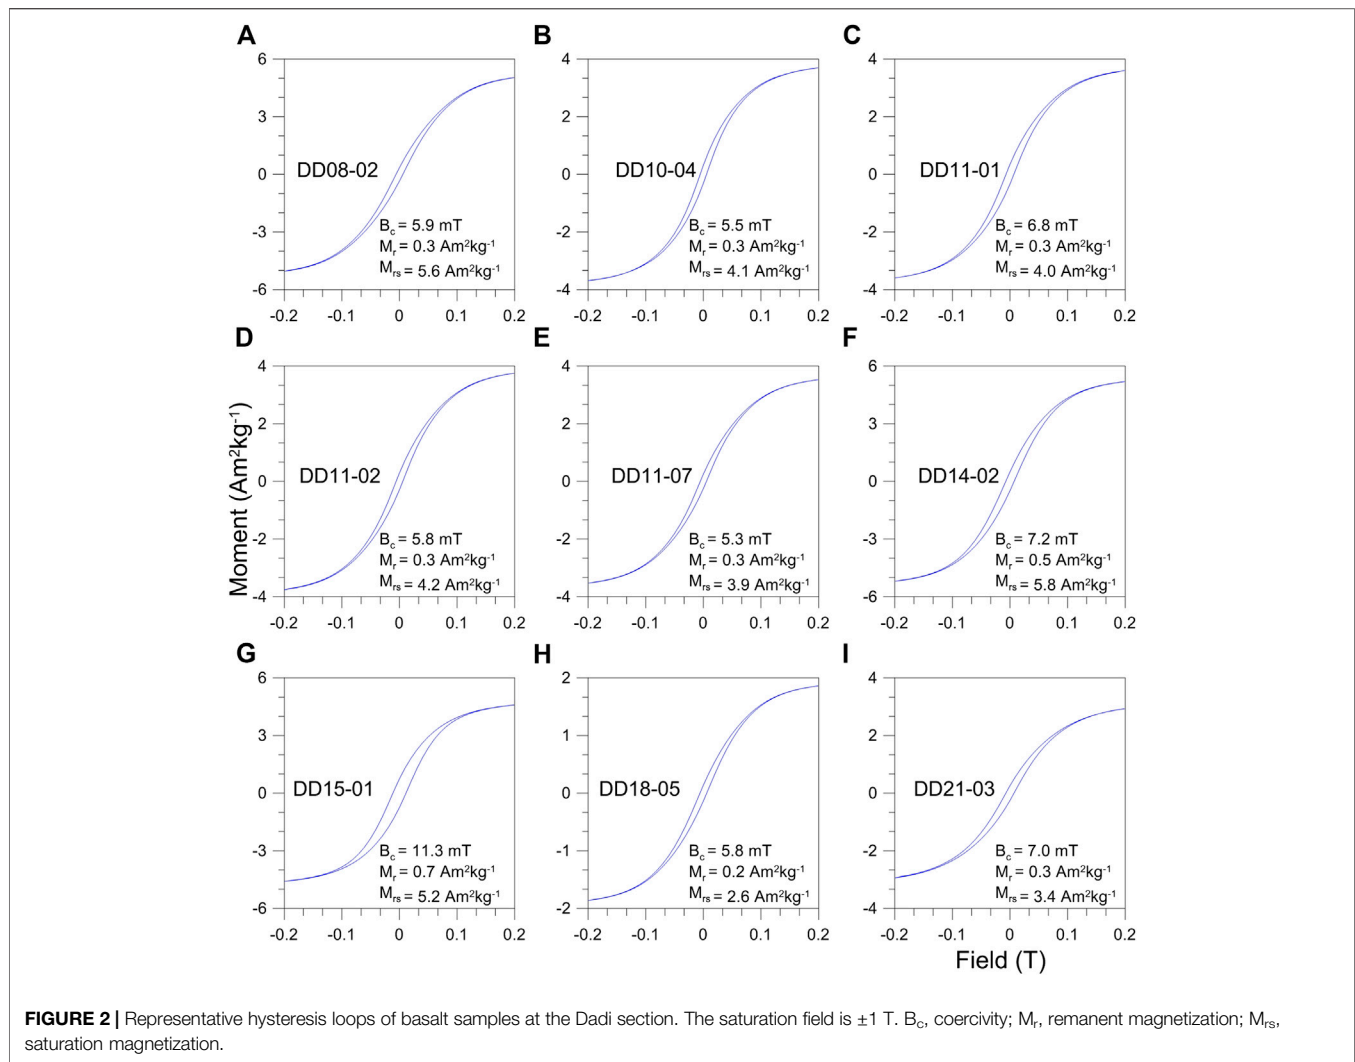 A
B
C
6
3
0
-3
-6
-0.2 -0.1 0 0.1 0.2
DD08-02
Bc = 5.9 mT
Mr = 0.3 Am²kg⁻¹
Mrs = 5.6 Am²kg⁻¹
4
2
0
-2
-4
-0.2 -0.1 0 0.1 0.2
DD10-04
Bc = 5.5 mT
Mr = 0.3 Am²kg⁻¹
Mrs = 4.1 Am²kg⁻¹
4
2
0
-2
-4
-0.2 -0.1 0 0.1 0.2
DD11-01
Bc = 6.8 mT
Mr = 0.3 Am²kg⁻¹
Mrs = 4.0 Am²kg⁻¹
D
E
F
Moment (Am²kg⁻¹)
4
2
0
-2
-4
-0.2 -0.1 0 0.1 0.2
DD11-02
Bc = 5.8 mT
Mr = 0.3 Am²kg⁻¹
Mrs = 4.2 Am²kg⁻¹
4
2
0
-2
-4
-0.2 -0.1 0 0.1 0.2
DD11-07
Bc = 5.3 mT
Mr = 0.3 Am²kg⁻¹
Mrs = 3.9 Am²kg⁻¹
6
3
0
-3
-6
-0.2 -0.1 0 0.1 0.2
DD14-02
Bc = 7.2 mT
Mr = 0.5 Am²kg⁻¹
Mrs = 5.8 Am²kg⁻¹
G
H
I
6
3
0
-3
-6
-0.2 -0.1 0 0.1 0.2
DD15-01
Bc = 11.3 mT
Mr = 0.7 Am²kg⁻¹
Mrs = 5.2 Am²kg⁻¹
2
1
0
-1
-2
-0.2 -0.1 0 0.1 0.2
DD18-05
Bc = 5.8 mT
Mr = 0.2 Am²kg⁻¹
Mrs = 2.6 Am²kg⁻¹
4
2
0
-2
-4
-0.2 -0.1 0 0.1 0.2
DD21-03
Bc = 7.0 mT
Mr = 0.3 Am²kg⁻¹
Mrs = 3.4 Am²kg⁻¹
Field (T)
FIGURE 2 | Representative hysteresis loops of basalt samples at the Dadi section. The saturation field is ±1 T. Bc, coercivity; Mr, remanent magnetization; Mrs,
saturation magnetization.